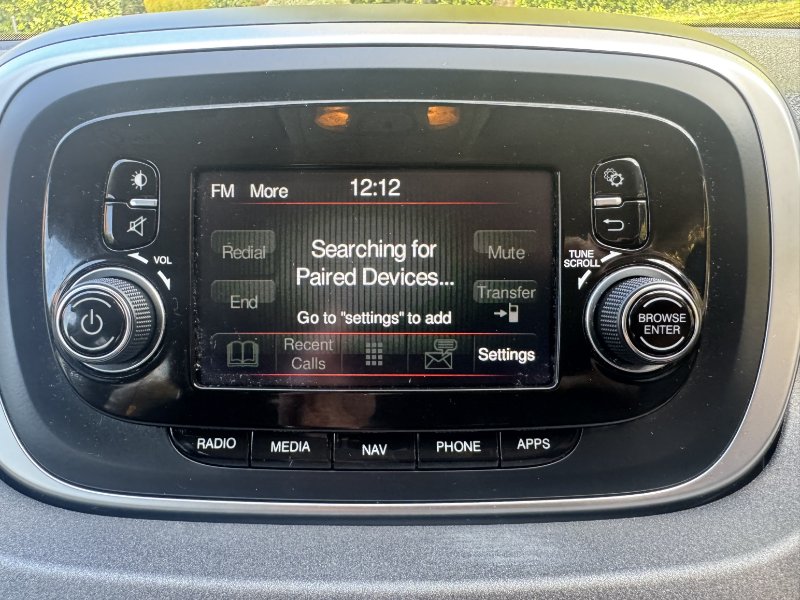 FM More 12:12
Redial
Searching for
Paired Devices...
Mute
End
Transfer
Go to "settings" to add
Recent
Calls
Settings
VOL
TUNE
SCROLL
BROWSE
ENTER
RADIO MEDIA NAV PHONE APPS